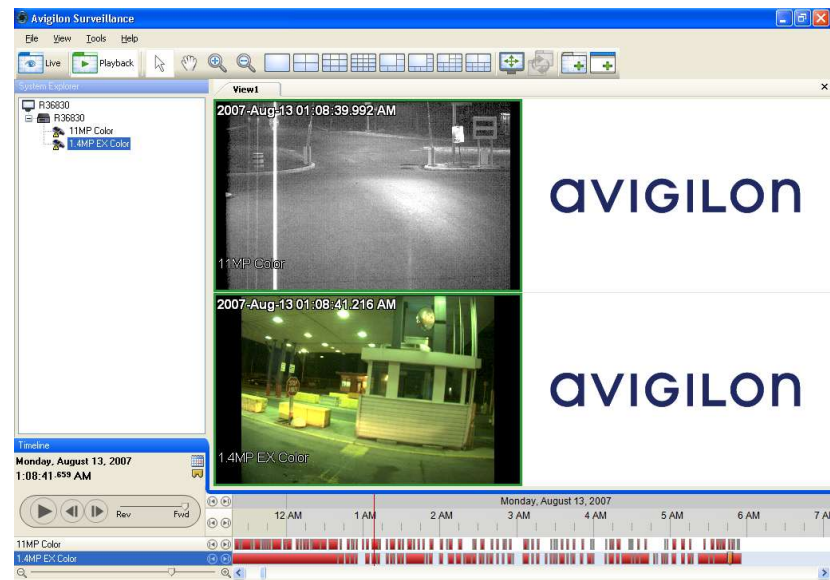 Avigilon Surveillance
File View Tools Help
Live Playback
System Explorer
View1
R36830
R36830
11MP Color
1.4MP EX Color
2007-Aug-13 01:08:39.992 AM
11MP Color
avigilon
2007-Aug-13 01:08:41.216 AM
1.4MP EX Color
avigilon
Timeline
Monday, August 13, 2007
1:08:41.659 AM
Rev Fwd
Monday, August 13, 2007
12 AM 1 AM 2 AM 3 AM 4 AM 5 AM 6 AM 7 A
11MP Color
1.4MP EX Color